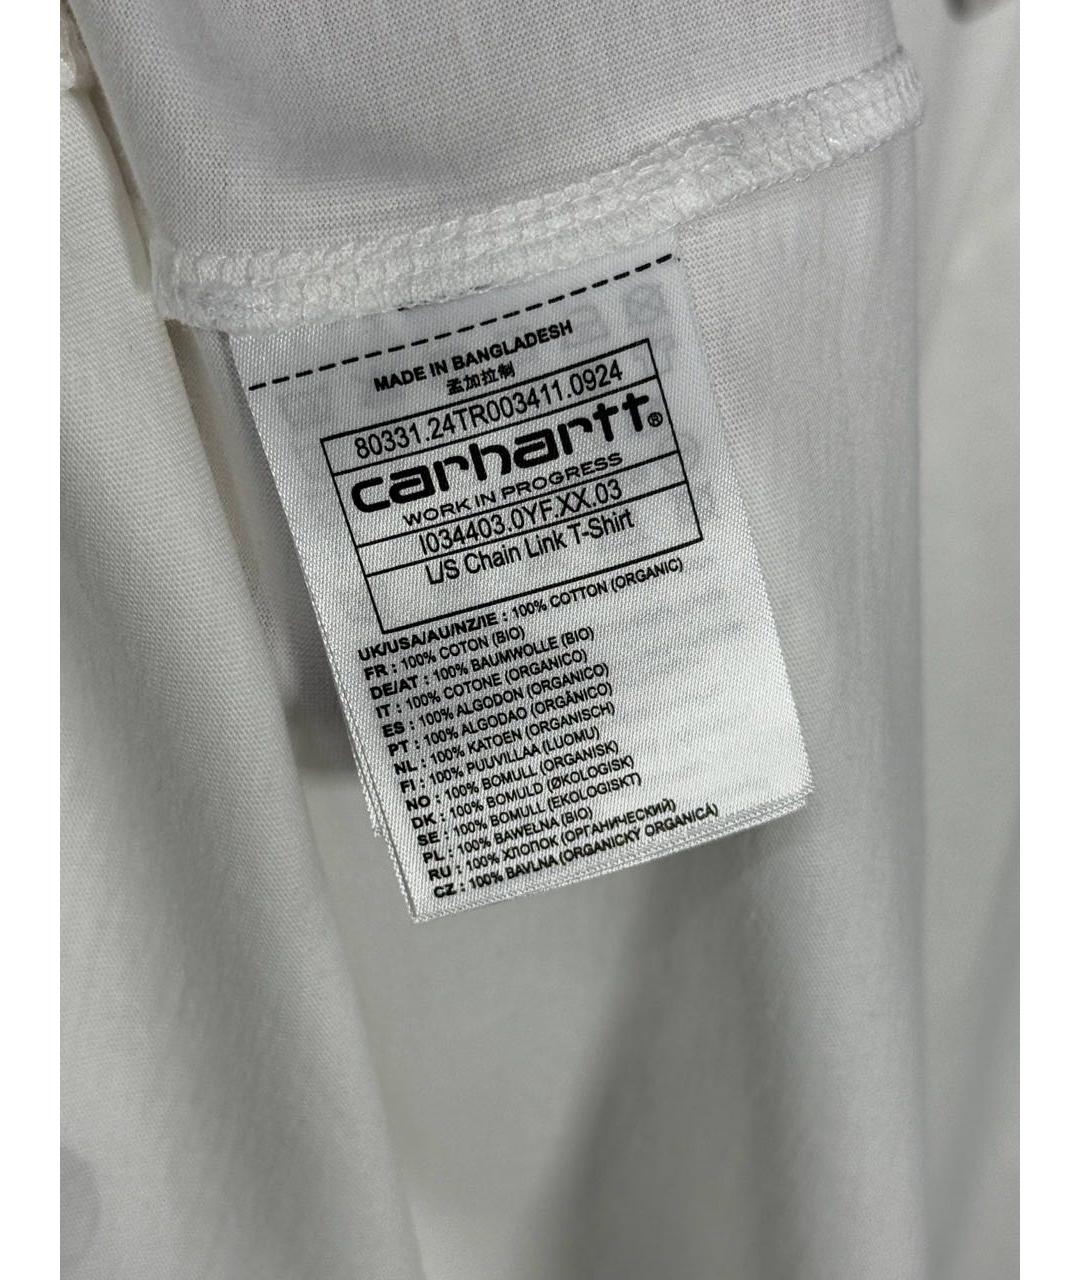 MADE IN BANGLADESH
孟加拉制
80331.24TR003411.0924
carhartt®
WORK IN PROGRESS
I034403.0YF.XX.03
L/S Chain Link T-Shirt
UK/USA/AU/NZ/IE : 100% COTTON (ORGANIC)
FR : 100% COTON (BIO)
DE/AT : 100% BAUMWOLLE (BIO)
IT : 100% COTONE (ORGANICO)
ES : 100% ALGODON (ORGANICO)
PT : 100% ALGODAO (ORGÂNICO)
NL : 100% KATOEN (ORGANISCH)
FI : 100% PUUVILLAA (LUOMU)
NO : 100% BOMULL (ORGANISK)
DK : 100% BOMULD (ØKOLOGISK)
SE : 100% BOMULL (EKOLOGISKT)
PL : 100% BAWELNA (BIO)
RU : 100% ХЛОПОК (ОРГАНИЧЕСКИЙ)
CZ : 100% BAVLNA (ORGANICKY ORGANICÁ)